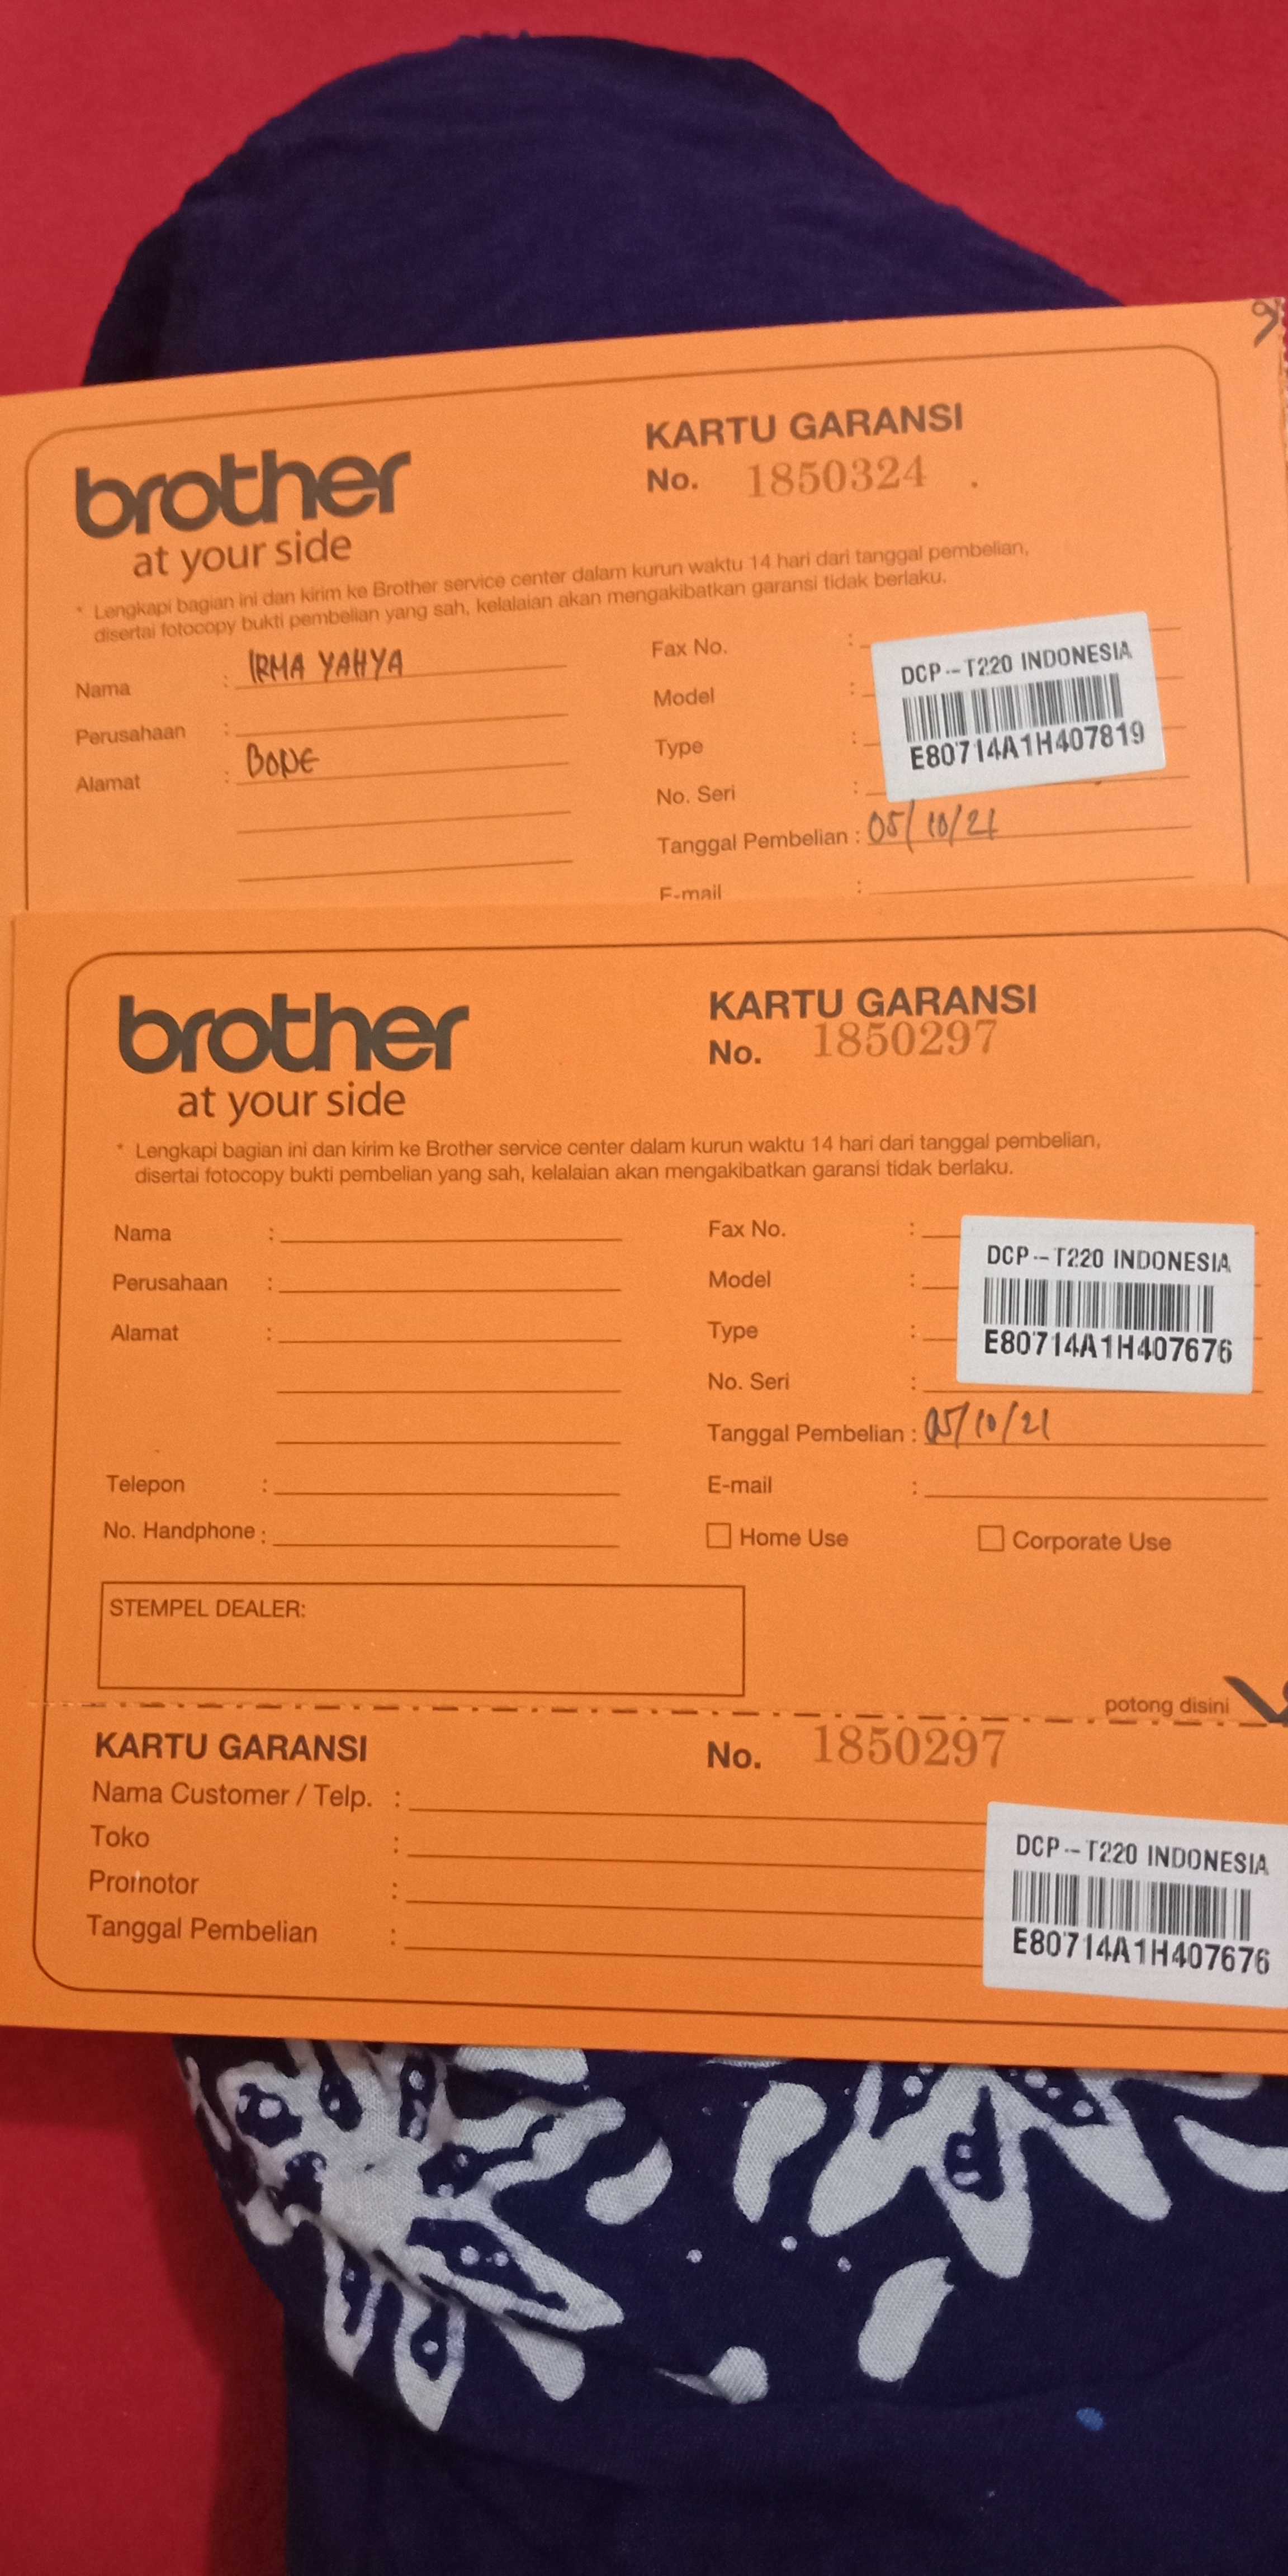 brother
at your side
KARTU GARANSI
No. 1850324
* Lengkapi bagian ini dan kirim ke Brother service center dalam kurun waktu 14 hari dari tanggal pembelian,
disertai fotocopy bukti pembelian yang sah, kelalaian akan mengakibatkan garansi tidak berlaku.
Nama : IRMA YAHYA
Perusahaan :
Alamat : BONE
Fax No. :
Model :
Type :
No. Seri :
DCP--T220 INDONESIA
E80714A1H407819
Tanggal Pembelian : 05/10/21
E-mail :
brother
at your side
KARTU GARANSI
No. 1850297
* Lengkapi bagian ini dan kirim ke Brother service center dalam kurun waktu 14 hari dari tanggal pembelian,
disertai fotocopy bukti pembelian yang sah, kelalaian akan mengakibatkan garansi tidak berlaku.
Nama :
Perusahaan :
Alamat :
Telepon :
No. Handphone :
Fax No. :
Model :
Type :
No. Seri :
DCP--T220 INDONESIA
E80714A1H407676
Tanggal Pembelian : 05/10/21
E-mail :
Home Use
Corporate Use
STEMPEL DEALER:
potong disini
KARTU GARANSI
No. 1850297
Nama Customer / Telp. :
Toko :
Promotor :
Tanggal Pembelian :
DCP--T220 INDONESIA
E80714A1H407676